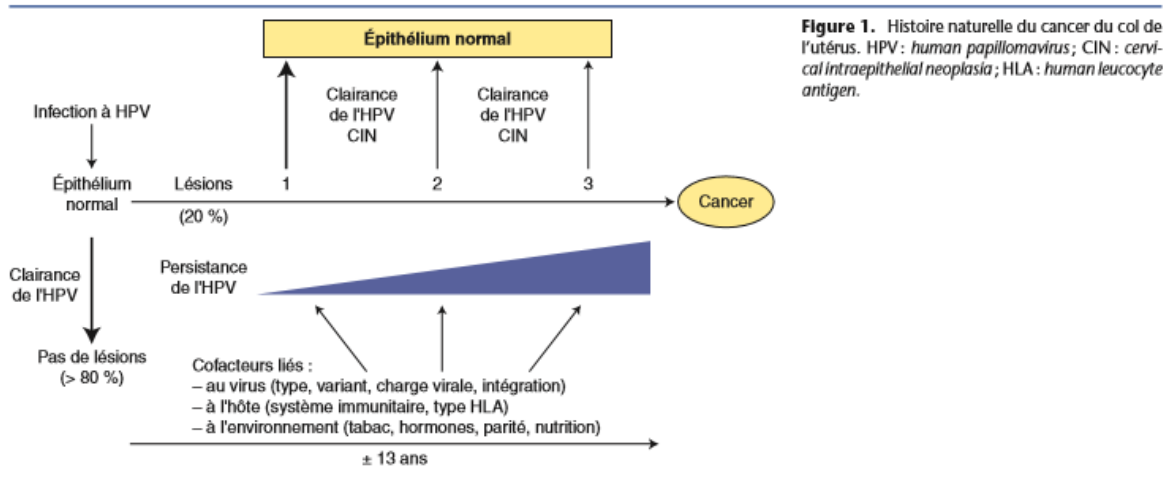 Figure 1. Histoire naturelle du cancer du col de
l'utérus. HPV : human papillomavirus ; CIN : cervi-
cal intraepithelial neoplasia ; HLA : human leucocyte
antigen.
Épithélium normal
Clairance
de l'HPV
CIN
Clairance
de l'HPV
CIN
Infection à HPV
Épithélium
normal
Lésions
(20 %)
1
2
3
Cancer
Clairance
de l'HPV
Persistance
de l'HPV
Pas de lésions
(> 80 %)
Cofacteurs liés :
– au virus (type, variant, charge virale, intégration)
– à l'hôte (système immunitaire, type HLA)
– à l'environnement (tabac, hormones, parité, nutrition)
± 13 ans